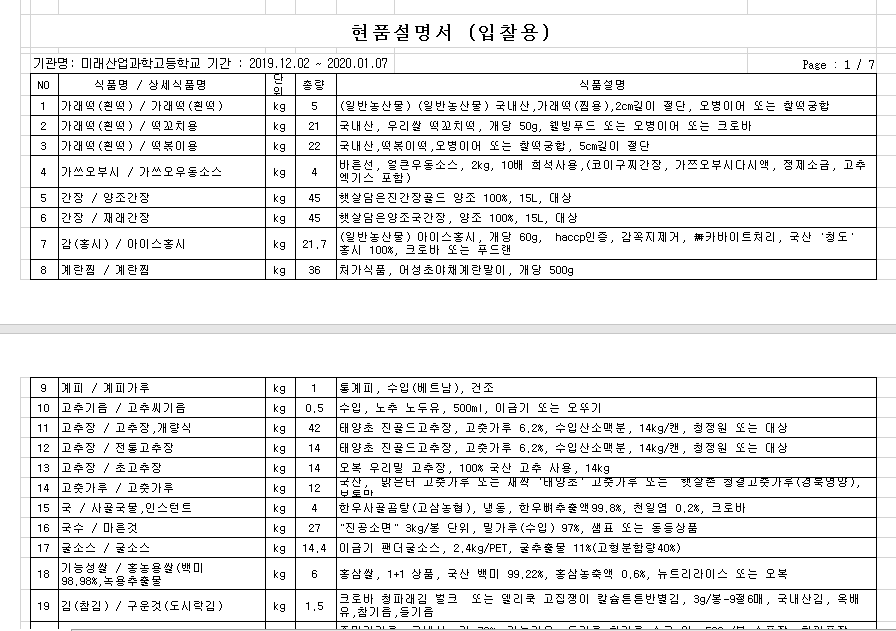 현품설명서 (입찰용)
기관명: 미래산업과학고등학교 기간 : 2019.12.02 ~ 2020.01.07 Page : 1 / 7
NO 식품명 / 상세식품명 단위 총량 식품설명
1 가래떡(흰떡) / 가래떡(흰떡) kg 5 (일반농산물) (일반농산물) 국내산,가래떡(찜용),2cm길이 절단, 오병이어 또는 찰떡궁합
2 가래떡(흰떡) / 떡꼬치용 kg 21 국내산, 우리쌀 떡꼬치떡, 개당 50g, 웰빙푸드 또는 오병이어 또는 크로바
3 가래떡(흰떡) / 떡볶이용 kg 22 국내산,떡볶이떡,오병이어 또는 찰떡궁합, 5cm길이 절단
4 가쓰오부시 / 가쓰오우동소스 kg 4 바른선, 얼큰우동소스, 2kg, 10배 희석사용,(코이구찌간장, 가쯔오부시다시액, 정제소금, 고추
엑기스 포함)
5 간장 / 양조간장 kg 45 햇살담은진간장골드 양조 100%, 15L, 대상
6 간장 / 재래간장 kg 45 햇살담은양조국간장, 양조 100%, 15L, 대상
7 감(홍시) / 아이스홍시 kg 21.7 (일반농산물) 아이스홍시, 개당 60g, haccp인증, 감꼭지제거, 無카바이트처리, 국산 '청도'
홍시 100%, 크로바 또는 푸드랜
8 계란찜 / 계란찜 kg 36 처가식품, 어성초야채계란말이, 개당 500g
9 계피 / 계피가루 kg 1 통계피, 수입(베트남), 건조
10 고추기름 / 고추씨기름 kg 0.5 수입, 노추 노두유, 500ml, 이금기 또는 오뚜기
11 고추장 / 고추장,개량식 kg 42 태양초 진골드고추장, 고춧가루 6.2%, 수입산소맥분, 14kg/캔, 청정원 또는 대상
12 고추장 / 전통고추장 kg 14 태양초 진골드고추장, 고춧가루 6.2%, 수입산소맥분, 14kg/캔, 청정원 또는 대상
13 고추장 / 초고추장 kg 14 오복 우리밀 고추장, 100% 국산 고추 사용, 14kg
14 고춧가루 / 고춧가루 kg 12 국산, 맑은터 고춧가루 또는 새싹 '태양초' 고춧가루 또는 햇살촌 청결고춧가루(경북영양),
보통맛
15 국 / 사골국물,인스턴트 kg 4 한우사골곰탕(고삼농협), 냉동, 한우뼈추출액99.8%, 천일염 0.2%, 크로바
16 국수 / 마른것 kg 27 "진공소면" 3kg/봉 단위, 밀가루(수입) 97%, 샘표 또는 동등상품
17 굴소스 / 굴소스 kg 14.4 이금기 팬더굴소스, 2.4kg/PET, 굴추출물 11%(고형분함량40%)
18 기능성쌀 / 홍농용쌀(백미
98.98%,녹용추출물 kg 6 홍삼쌀, 1+1 상품, 국산 백미 99.22%, 홍삼농축액 0.6%, 뉴트리라이스 또는 오복
19 김(참김) / 구운것(도시락김) kg 1.5 크로바 청파래김 벌크 또는 델리쿡 고집쟁이 칼슘튼튼반별김, 3g/봉-9절6매, 국내산김, 옥배
유,참기름,들기름